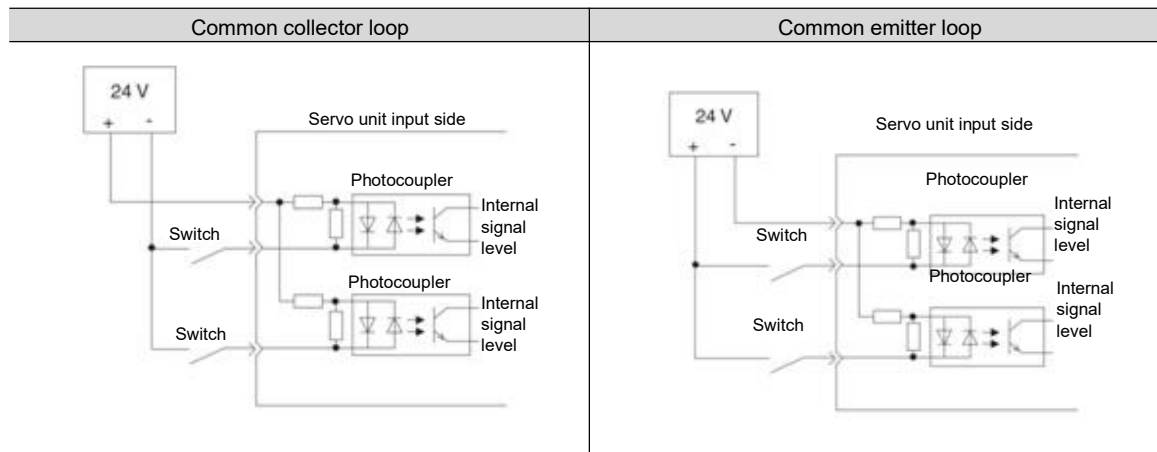 Common collector loop
Common emitter loop
24 V
+ -
Servo unit input side
Photocoupler
Internal
signal
level
Switch
Photocoupler
Internal
signal
level
Switch
24 V
+ -
Servo unit input side
Photocoupler
Internal
signal
level
Switch
Photocoupler
Internal
signal
level
Switch